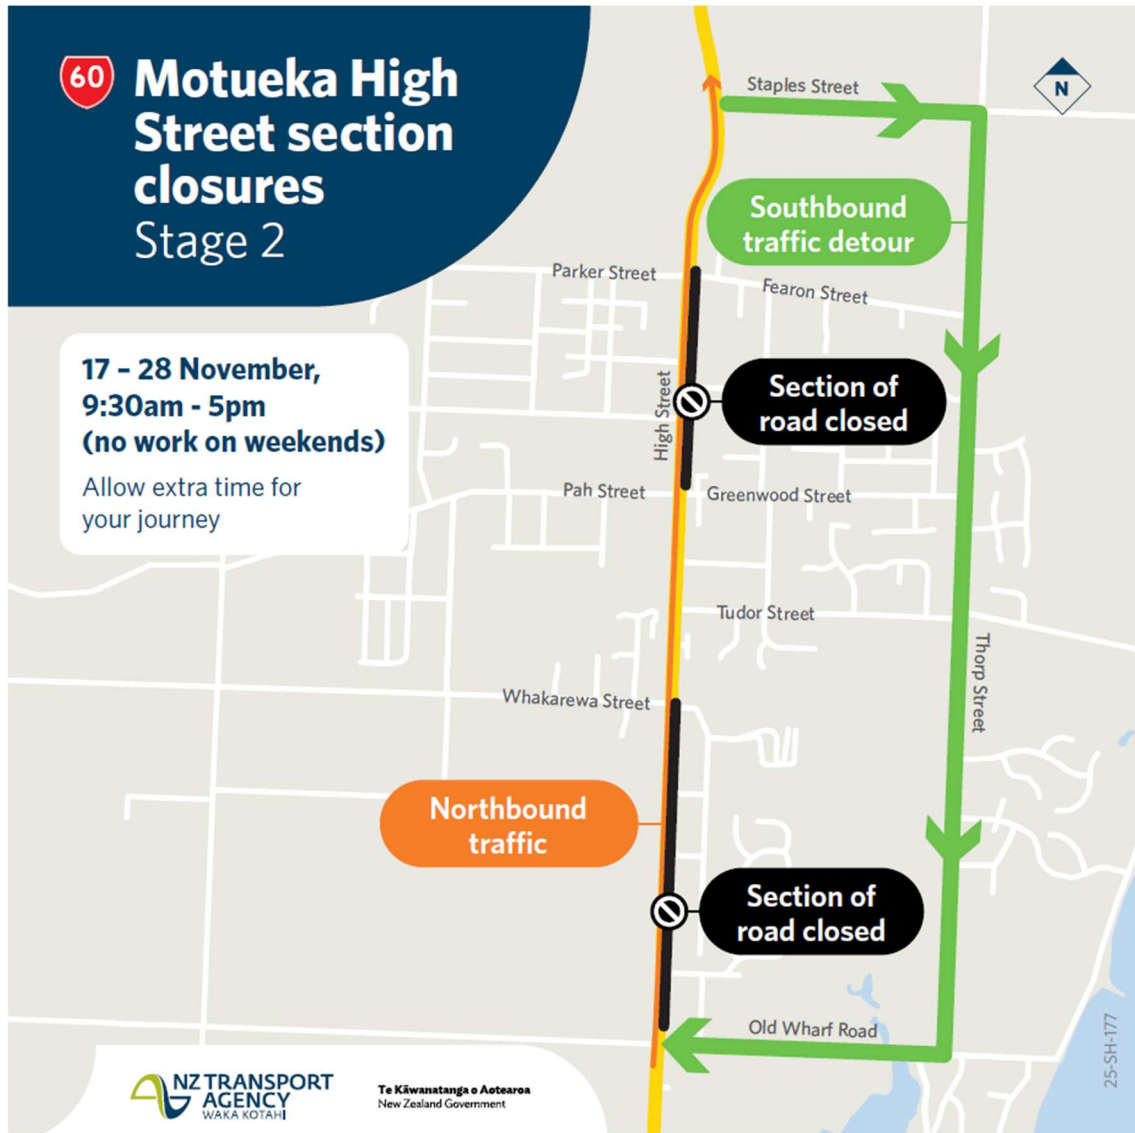 60
Motueka High
Street section
closures
Stage 2
17 – 28 November,
9:30am - 5pm
(no work on weekends)
Allow extra time for
your journey
N
Staples Street
Southbound
traffic detour
Parker Street
Fearon Street
High Street
Section of
road closed
Pah Street
Greenwood Street
Tudor Street
Thorp Street
Whakarewa Street
Northbound
traffic
Section of
road closed
Old Wharf Road
25-SH-177
NZ TRANSPORT
AGENCY
WAKA KOTAHI
Te Kāwanatanga o Aotearoa
New Zealand Government